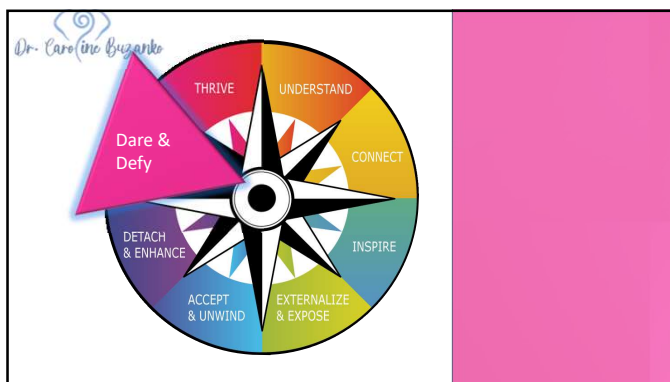 Dr. Caroline Buzanko
THRIVE
UNDERSTAND
Dare &
Defy
CONNECT
DETACH
& ENHANCE
INSPIRE
ACCEPT
& UNWIND
EXTERNALIZE
& EXPOSE